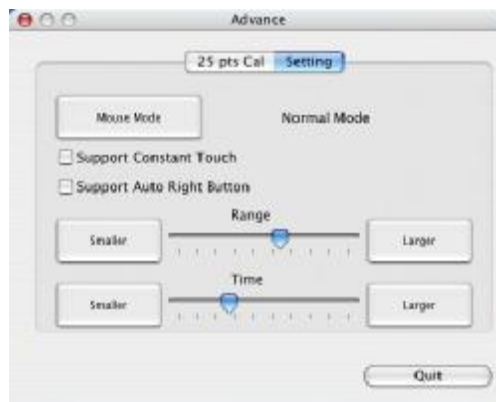 Advance
25 pts Cal Setting
Mouse Mode Normal Mode
Support Constant Touch
Support Auto Right Button
Range
Smaller Larger
Time
Smaller Larger
Quit